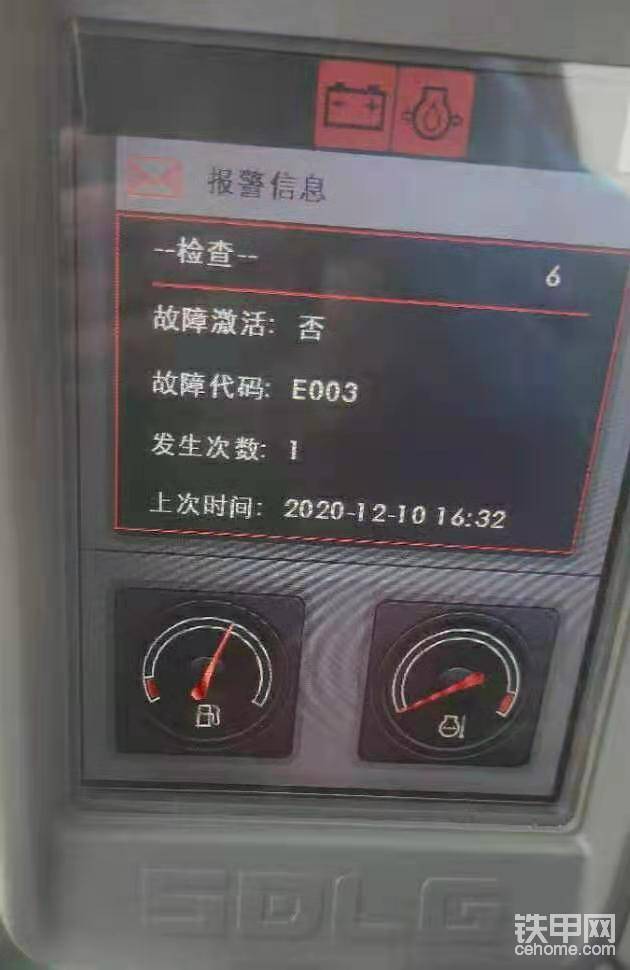 报警信息
--检查--
6
故障激活: 否
故障代码: E003
发生次数: 1
上次时间: 2020-12-10 16:32
SDLG
铁甲网
cehome.com